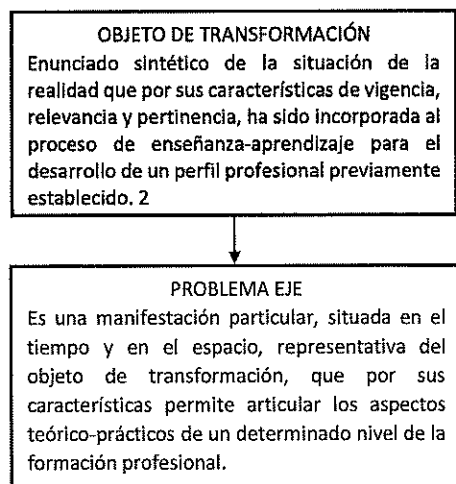 OBJETO DE TRANSFORMACIÓN
Enunciado sintético de la situación de la
realidad que por sus características de vigencia,
relevancia y pertinencia, ha sido incorporada al
proceso de enseñanza-aprendizaje para el
desarrollo de un perfil profesional previamente
establecido. 2
PROBLEMA EJE
Es una manifestación particular, situada en el
tiempo y en el espacio, representativa del
objeto de transformación, que por sus
características permite articular los aspectos
teórico-prácticos de un determinado nivel de la
formación profesional.